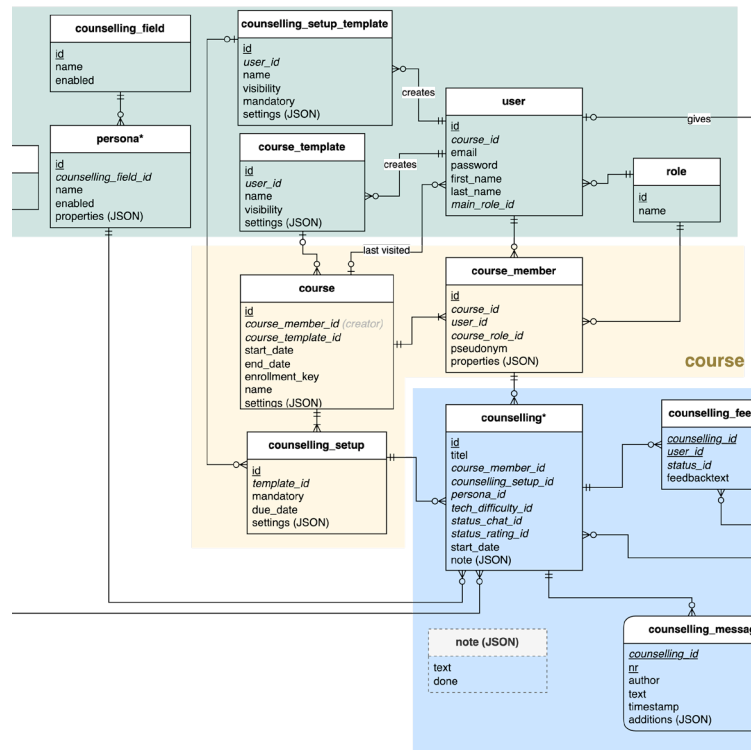 counselling_field
id
name
enabled
persona*
id
counselling_field_id
name
enabled
properties (JSON)
counselling_setup_template
id
user_id
name
visibility
mandatory
settings (JSON)
creates
course_template
id
user_id
name
visibility
settings (JSON)
creates
user
id
course_id
email
password
first_name
last_name
main_role_id
gives
role
id
name
last visited
course
id
course_member_id (creator)
course_template_id
start_date
end_date
enrollment_key
name
settings (JSON)
course_member
id
course_id
user_id
course_role_id
pseudonym
properties (JSON)
course
counselling_setup
id
template_id
mandatory
due_date
settings (JSON)
counselling*
id
titel
course_member_id
counselling_setup_id
persona_id
tech_difficulty_id
status_chat_id
status_rating_id
start_date
note (JSON)
counselling_fee
counselling_id
user_id
status_id
feedbacktext
note (JSON)
text
done
counselling_messag
counselling_id
nr
author
text
timestamp
additions (JSON)